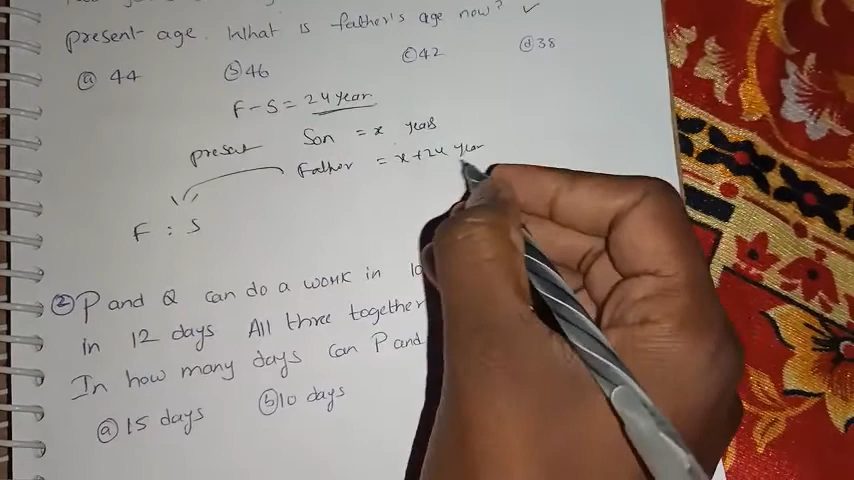 present age. What is father's age now? ✓
ⓐ 44 ⓑ 46 ⓒ 42 ⓓ 38
F - S = 24 year
Son = x years
present
Father = x + 24 year
F : S
② P and Q can do a work in
in 12 days All three together
In how many days can P and
ⓐ 15 days ⓑ 10 days